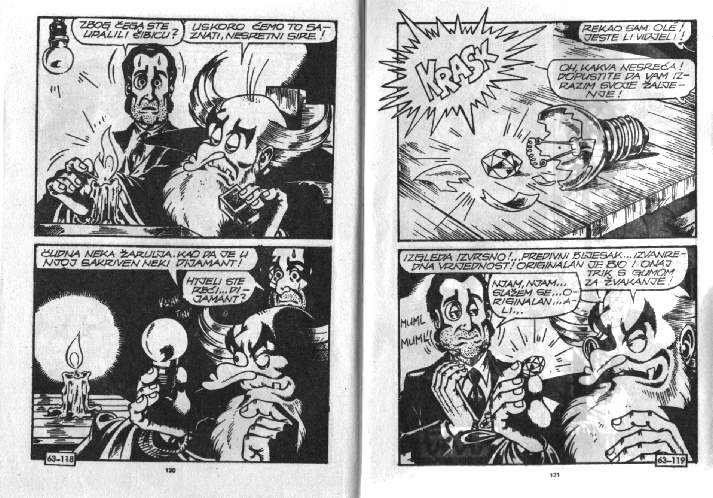 ZBOG ČEGA STE
UPALILI ČIBICU?
USKORO ĆEMO TO SA-
ZNATI, NESRETNI SIRE!
ČUDNA NEKA ŽARULJA. KAO DA JE U
NJOJ SAKRIVEN NEKI DIJAMANT!
HTJELI STE
REĆI... DI-
JAMANT?
63-118
120
KRASK
REKAO SAM OLÉ!
JESTE LI VIDJELI!
OH, KAKVA NESREĆA!
DOPUSTITE DA VAM IZ-
RAZIM SVOJE ŽALJE-
NJE!
IZGLEDA IZVRSNO!... PREDIVNI BLJESAK... IZVANRE-
DNA VRIJEDNOST! ORIGINALAN JE BIO I ONAJ
TRIK S GUMOM
ZA ŽVAKANJE!
NJAM, NJAM...
SLAŽEM SE... O-
RIGINALAN... A-
LI...
MUML
MUML
63-119
121